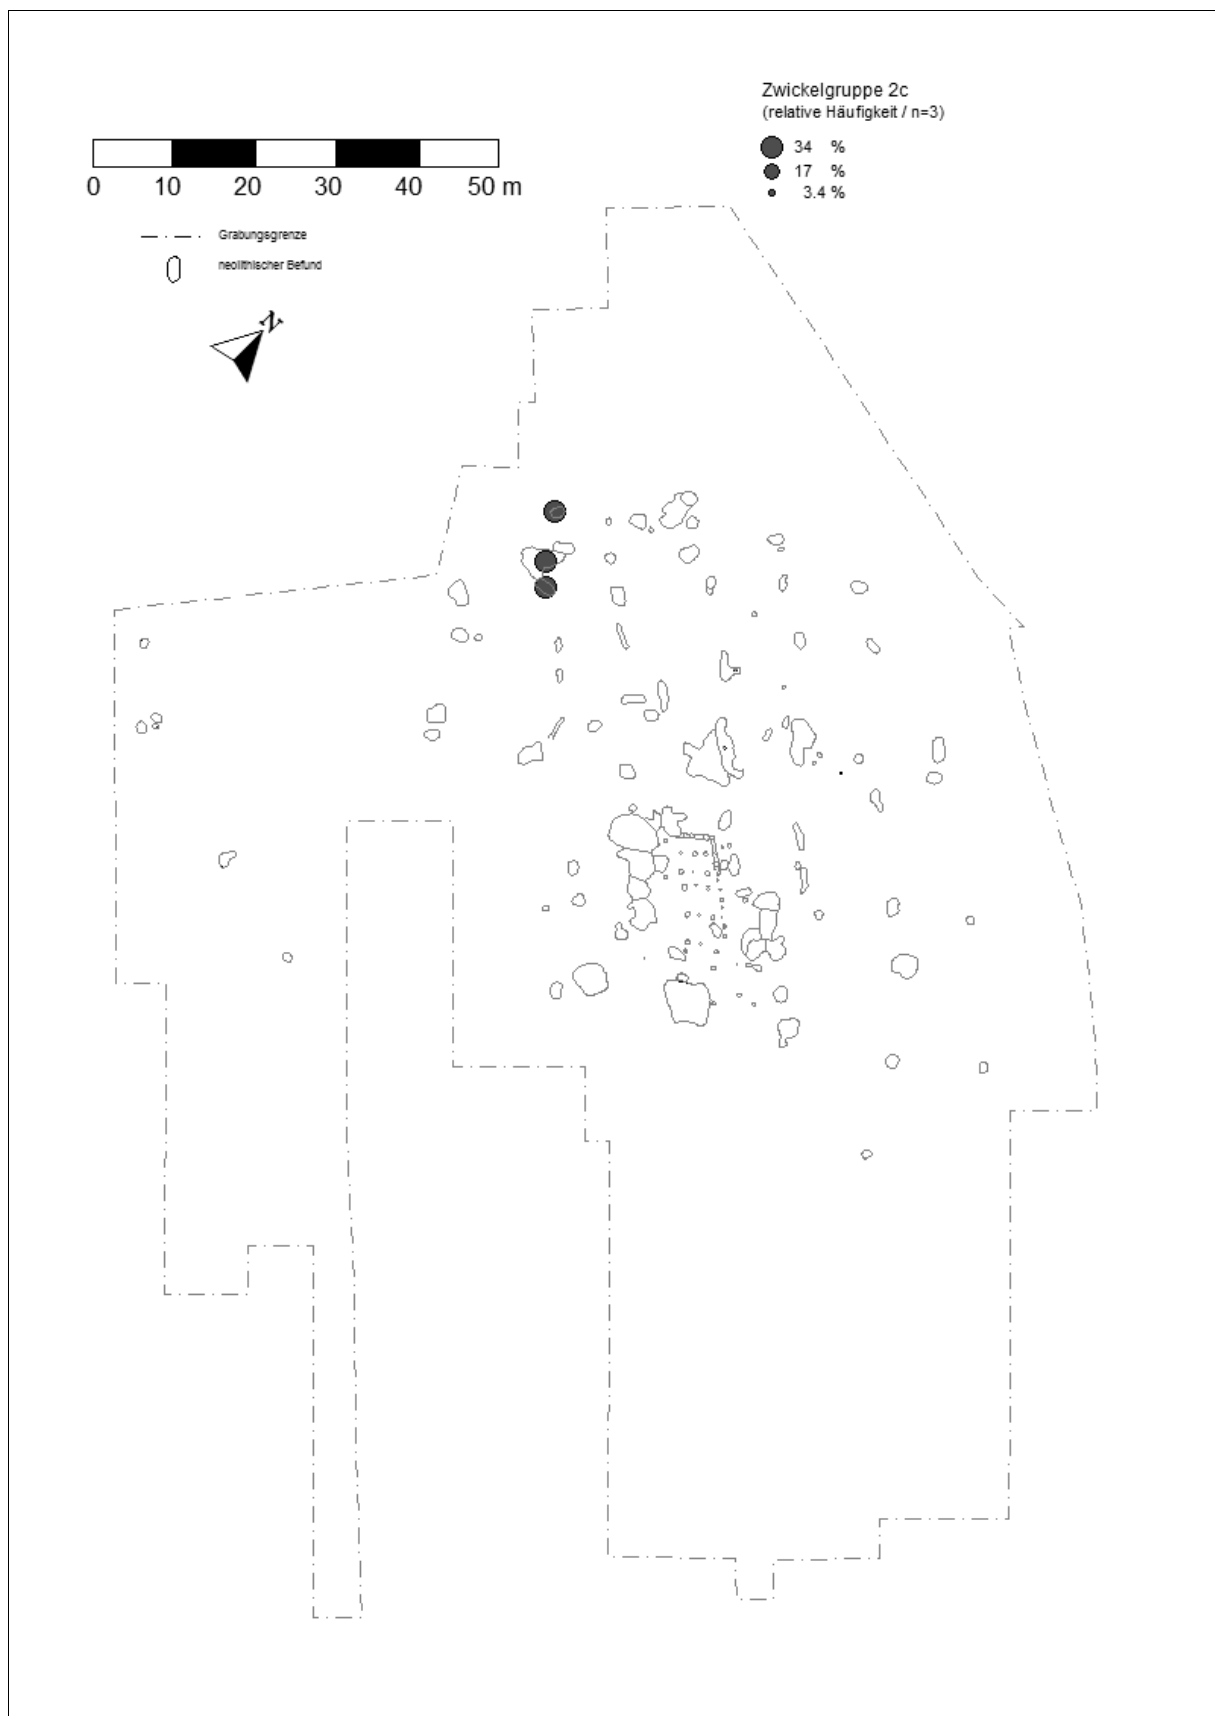 Zwickelgruppe 2c
(relative Häufigkeit / n=3)
34 %
17 %
3.4 %
0 10 20 30 40 50 m
Grabungsgrenze
neolithischer Befund
N